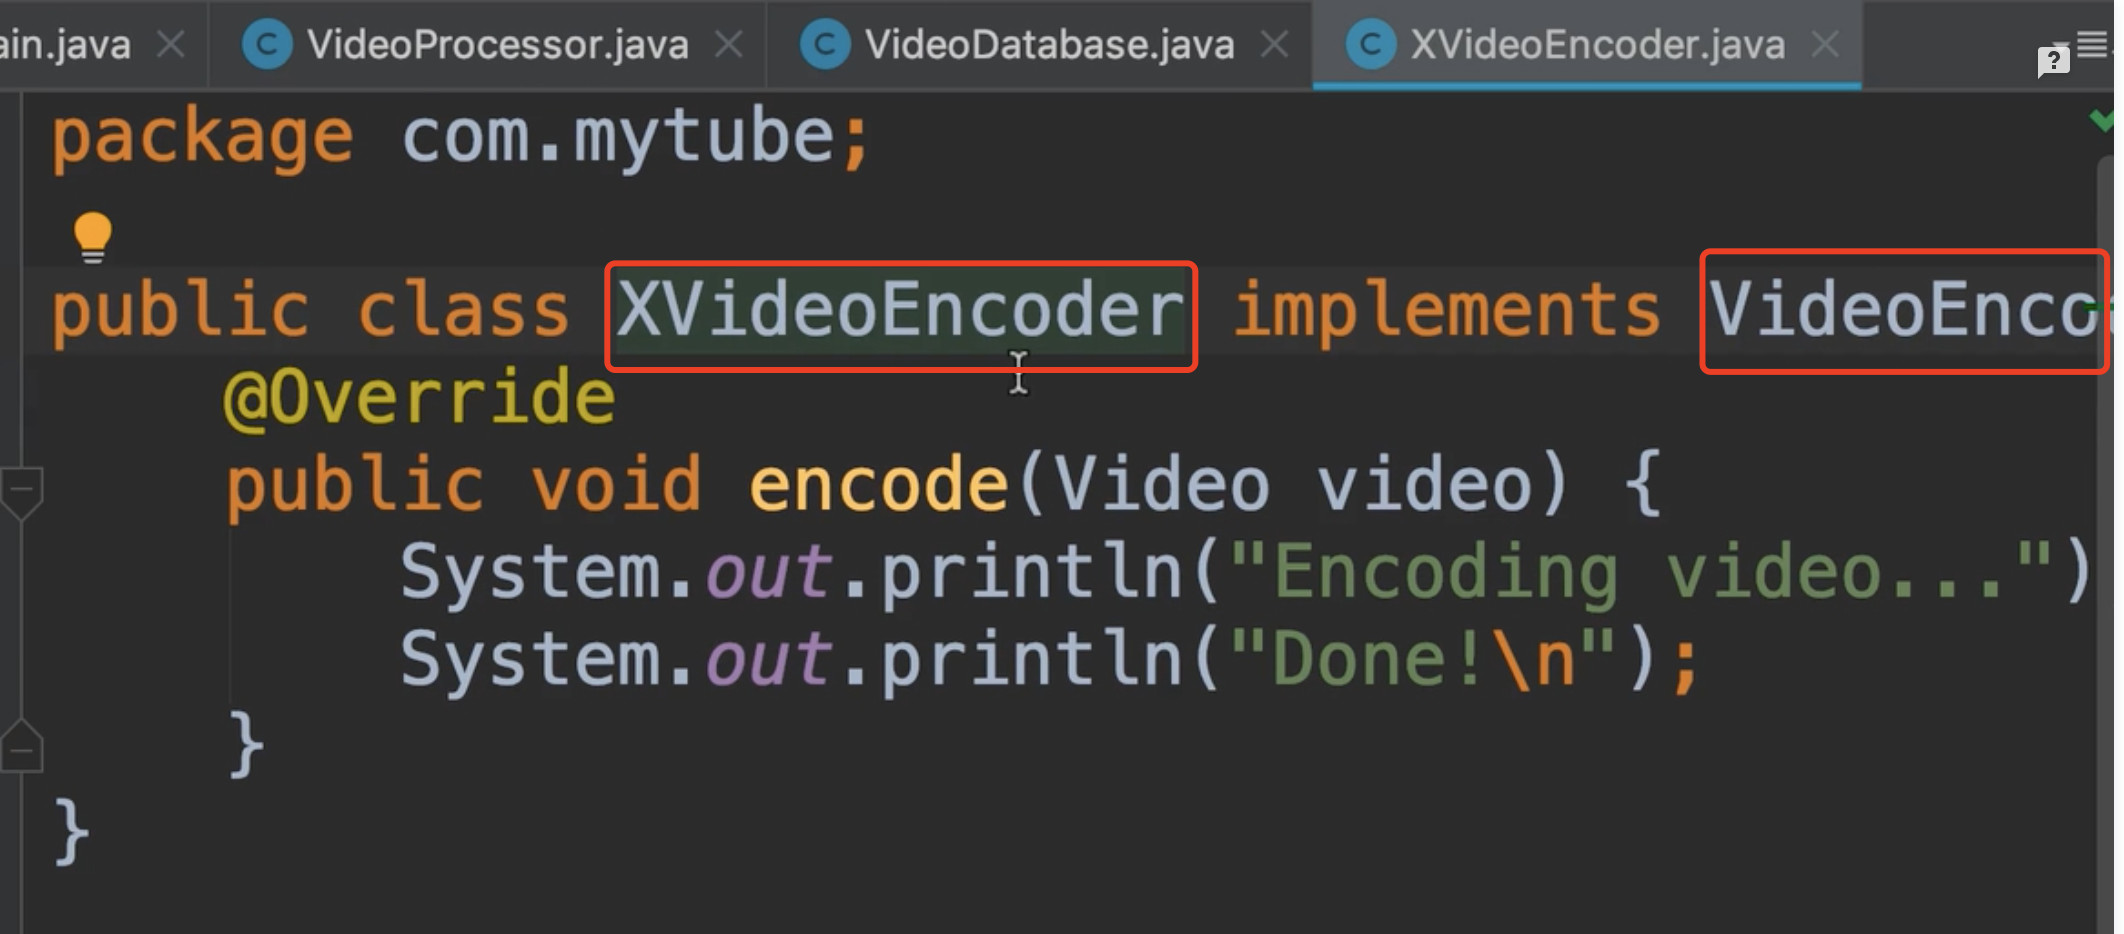 ain.java VideoProcessor.java VideoDatabase.java XVideoEncoder.java
package com.mytube;
public class XVideoEncoder implements VideoEnco
@Override
public void encode(Video video) {
System.out.println("Encoding video...")
System.out.println("Done!\n");
}
}